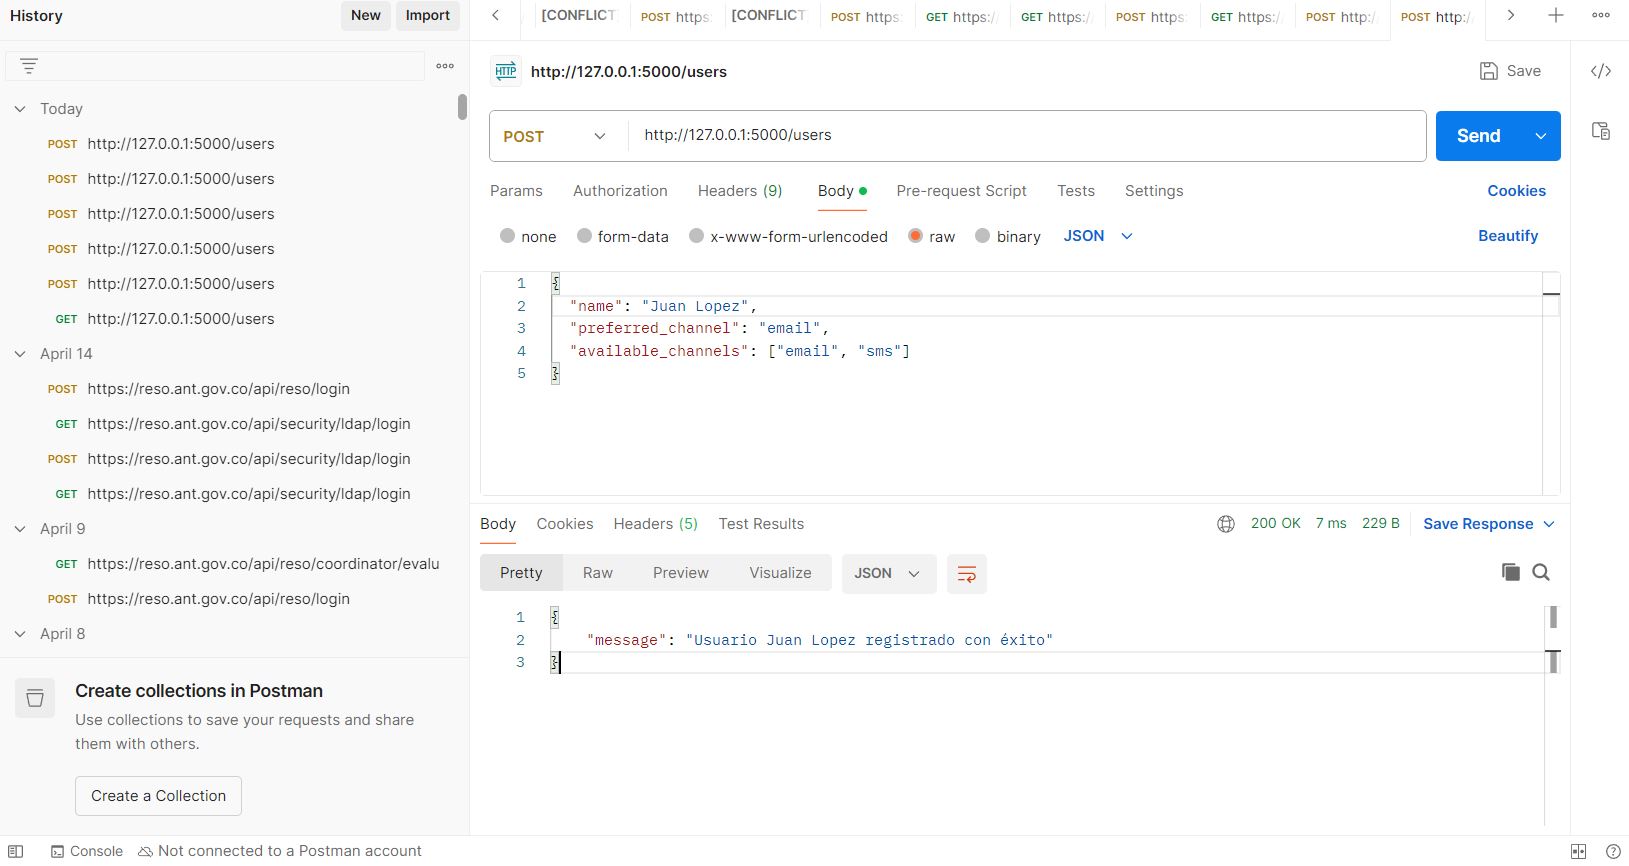 History
New
Import
[CONFLICT]
POST https:
[CONFLICT
POST https:
GET https:/
GET https:/
POST https:
GET https:/
POST http:/
POST http:/
HTTP
http://127.0.0.1:5000/users
Save
Today
POST http://127.0.0.1:5000/users
POST http://127.0.0.1:5000/users
POST http://127.0.0.1:5000/users
POST http://127.0.0.1:5000/users
POST http://127.0.0.1:5000/users
GET http://127.0.0.1:5000/users
April 14
POST https://reso.ant.gov.co/api/reso/login
GET https://reso.ant.gov.co/api/security/ldap/login
POST https://reso.ant.gov.co/api/security/ldap/login
GET https://reso.ant.gov.co/api/security/ldap/login
April 9
GET https://reso.ant.gov.co/api/reso/coordinator/evalu
POST https://reso.ant.gov.co/api/reso/login
April 8
Create collections in Postman
Use collections to save your requests and share
them with others.
Create a Collection
POST
http://127.0.0.1:5000/users
Send
Params Authorization Headers (9) Body Pre-request Script Tests Settings Cookies
none form-data x-www-form-urlencoded raw binary JSON Beautify
1 {
2 "name": "Juan Lopez",
3 "preferred_channel": "email",
4 "available_channels": ["email", "sms"]
5 }
Body Cookies Headers (5) Test Results 200 OK 7 ms 229 B Save Response
Pretty Raw Preview Visualize JSON
1 {
2 "message": "Usuario Juan Lopez registrado con éxito"
3 }
Console Not connected to a Postman account